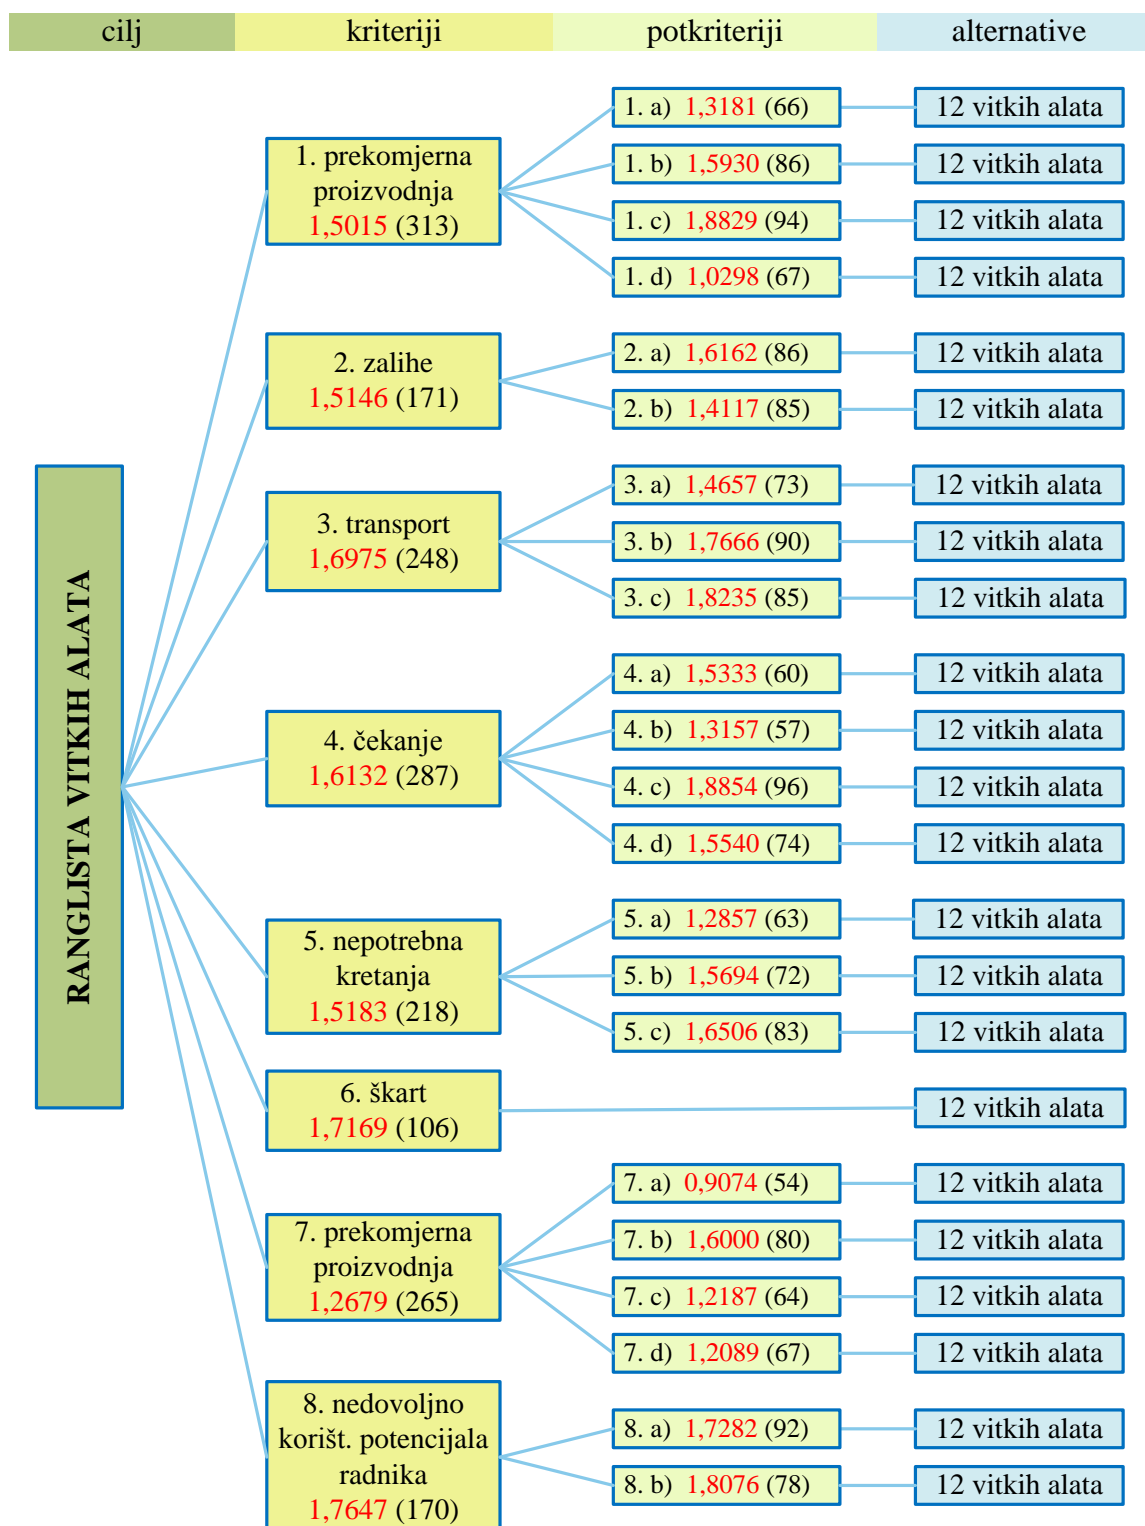 cilj kriteriji potkriteriji alternative
RANGLISTA VITKIH ALATA
1. prekomjerna
proizvodnja
1,5015 (313)
1. a) 1,3181 (66) 12 vitkih alata
1. b) 1,5930 (86) 12 vitkih alata
1. c) 1,8829 (94) 12 vitkih alata
1. d) 1,0298 (67) 12 vitkih alata
2. zalihe
1,5146 (171)
2. a) 1,6162 (86) 12 vitkih alata
2. b) 1,4117 (85) 12 vitkih alata
3. transport
1,6975 (248)
3. a) 1,4657 (73) 12 vitkih alata
3. b) 1,7666 (90) 12 vitkih alata
3. c) 1,8235 (85) 12 vitkih alata
4. čekanje
1,6132 (287)
4. a) 1,5333 (60) 12 vitkih alata
4. b) 1,3157 (57) 12 vitkih alata
4. c) 1,8854 (96) 12 vitkih alata
4. d) 1,5540 (74) 12 vitkih alata
5. nepotrebna
kretanja
1,5183 (218)
5. a) 1,2857 (63) 12 vitkih alata
5. b) 1,5694 (72) 12 vitkih alata
5. c) 1,6506 (83) 12 vitkih alata
6. škart
1,7169 (106)
12 vitkih alata
7. prekomjerna
proizvodnja
1,2679 (265)
7. a) 0,9074 (54) 12 vitkih alata
7. b) 1,6000 (80) 12 vitkih alata
7. c) 1,2187 (64) 12 vitkih alata
7. d) 1,2089 (67) 12 vitkih alata
8. nedovoljno
korišt. potencijala
radnika
1,7647 (170)
8. a) 1,7282 (92) 12 vitkih alata
8. b) 1,8076 (78) 12 vitkih alata